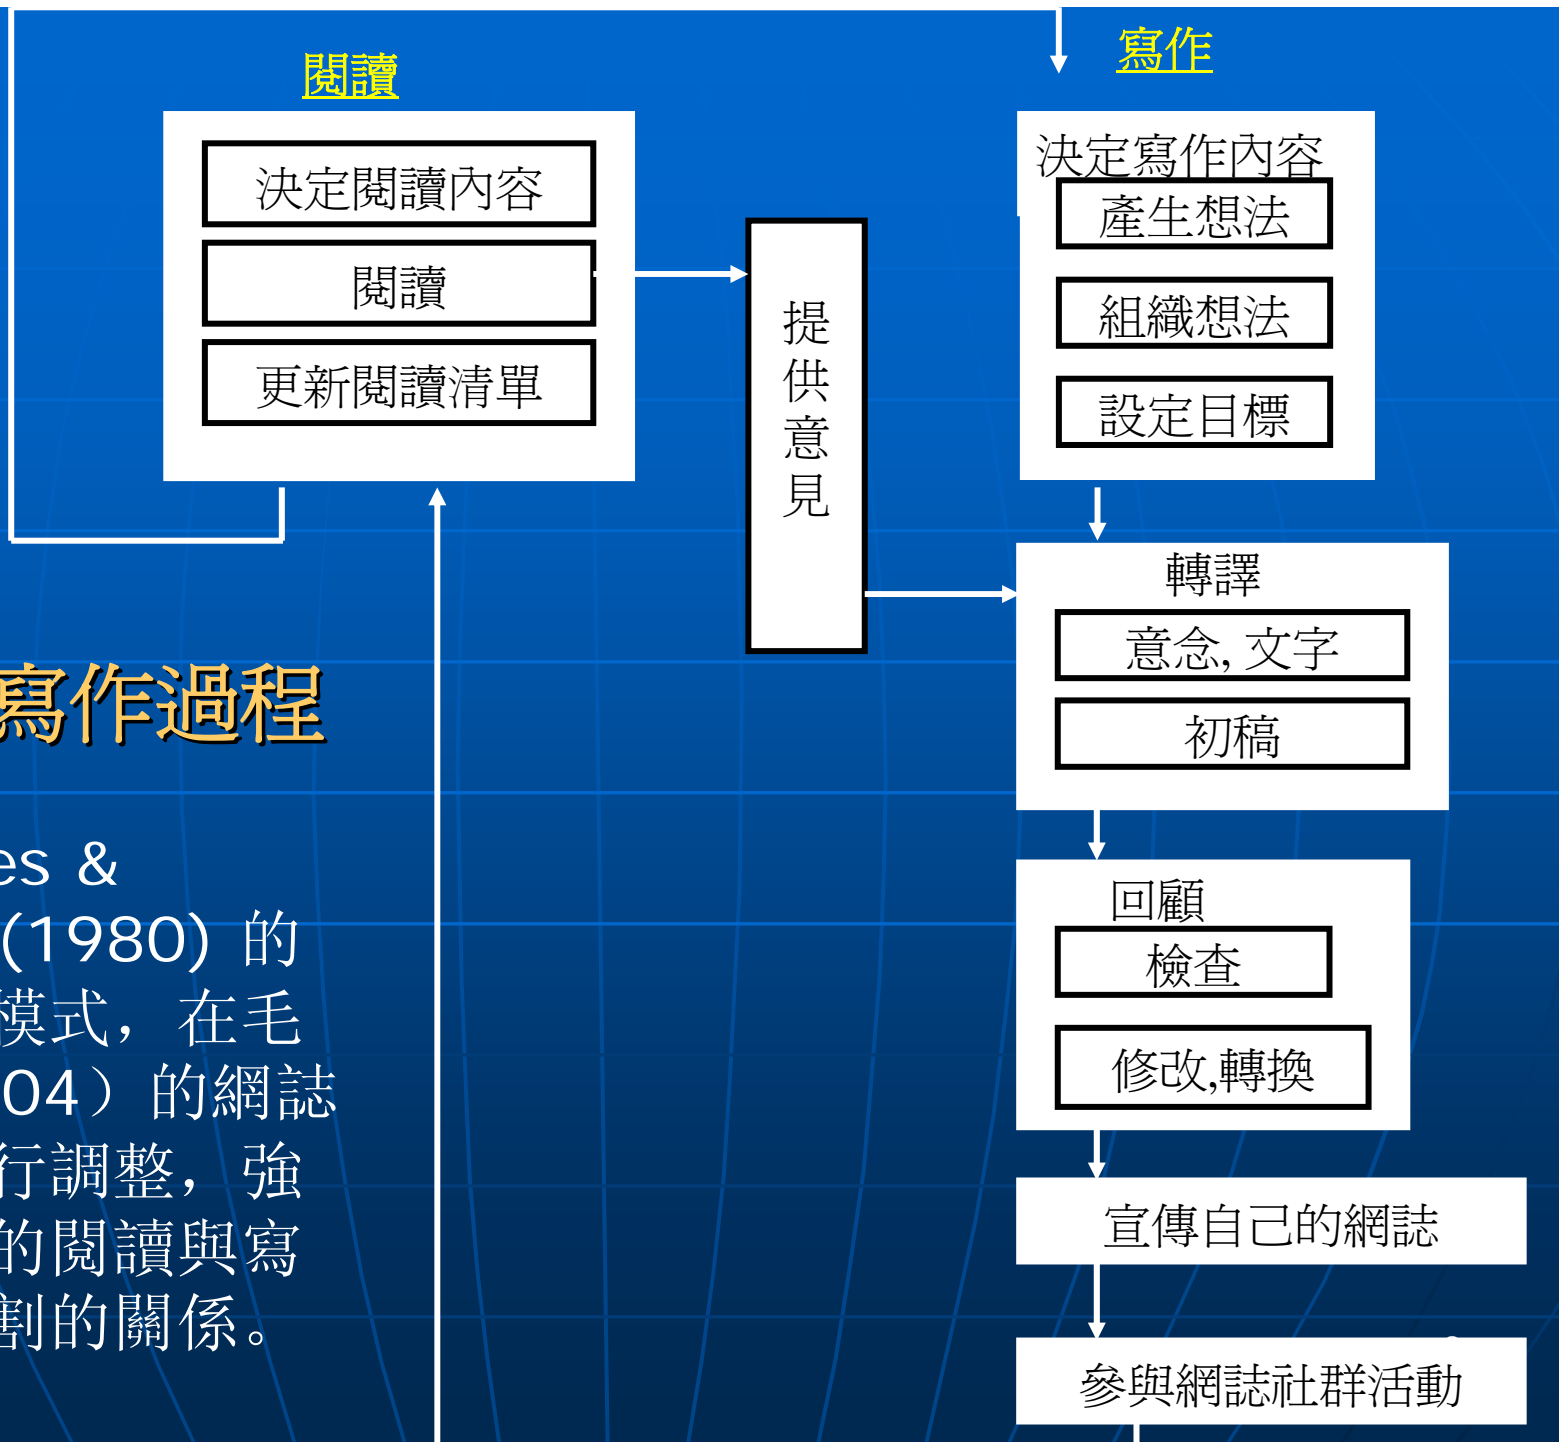 閱讀
決定閱讀內容
閱讀
更新閱讀清單
提
供
意
見
寫作
決定寫作內容
產生想法
組織想法
設定目標
轉譯
意念, 文字
初稿
回顧
檢查
修改,轉換
宣傳自己的網誌
參與網誌社群活動
寫作過程
es &
(1980) 的
模式，在毛
04）的網誌
行調整，強
的閱讀與寫
割的關係。